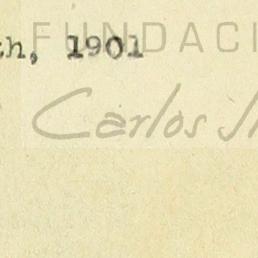 FUNDACI
th, 1901
Carlos